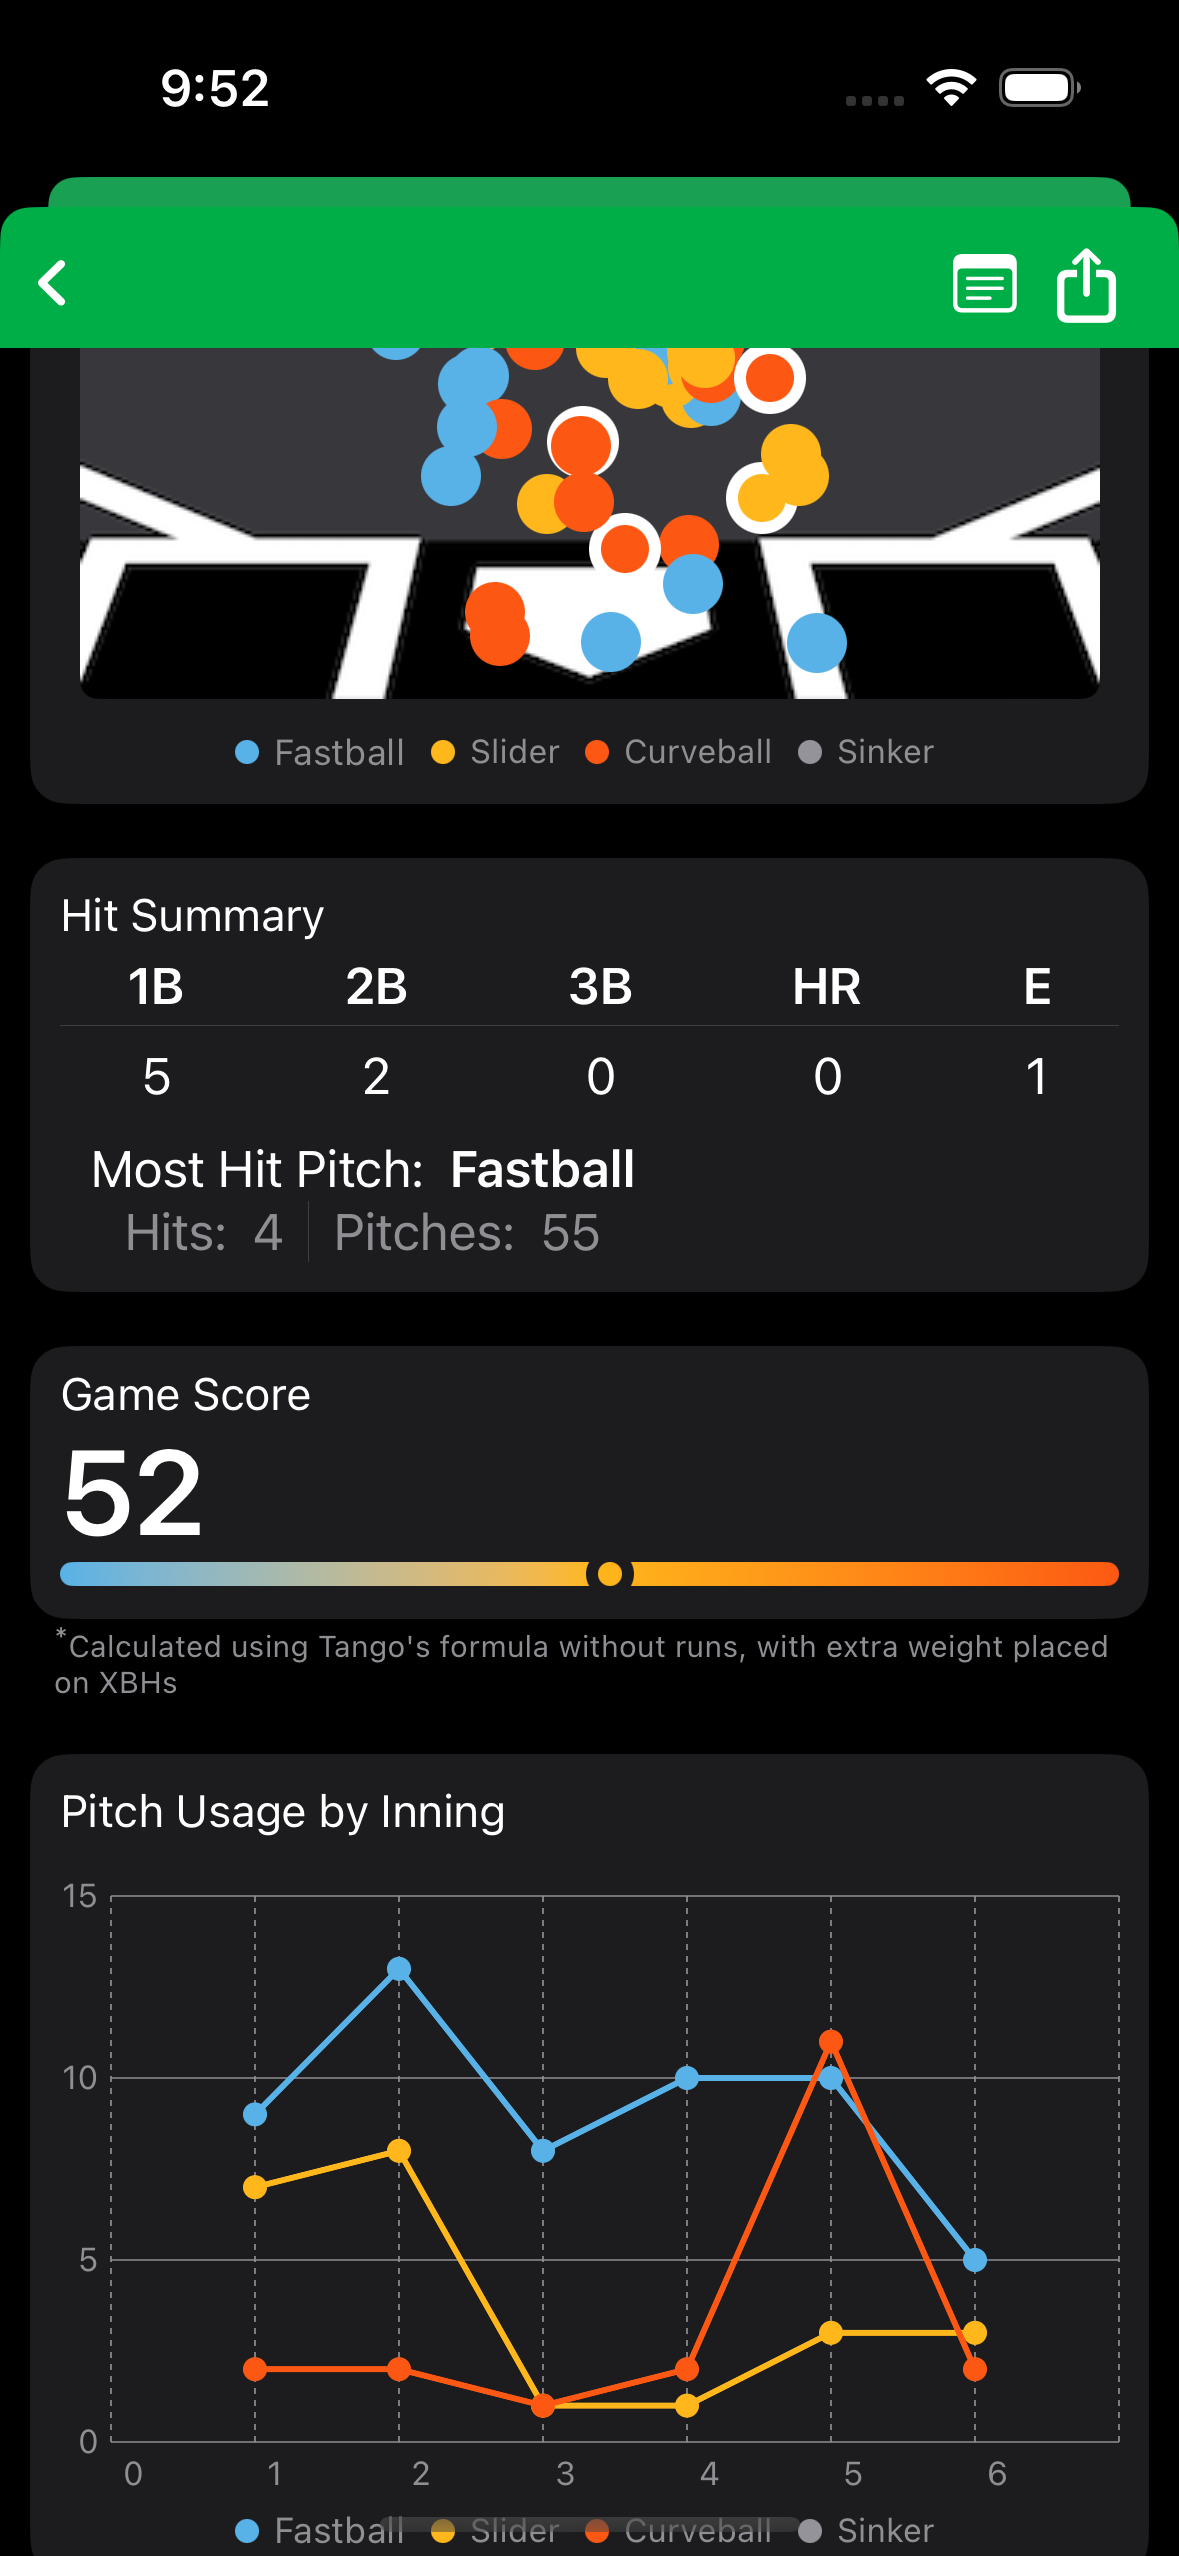 9:52
Fastball Slider Curveball Sinker
Hit Summary
1B 2B 3B HR E
5 2 0 0 1
Most Hit Pitch: Fastball
Hits: 4 Pitches: 55
Game Score
52
*Calculated using Tango's formula without runs, with extra weight placed
on XBHs
Pitch Usage by Inning
15
10
5
0
0 1 2 3 4 5 6
Fastball Slider Curveball Sinker